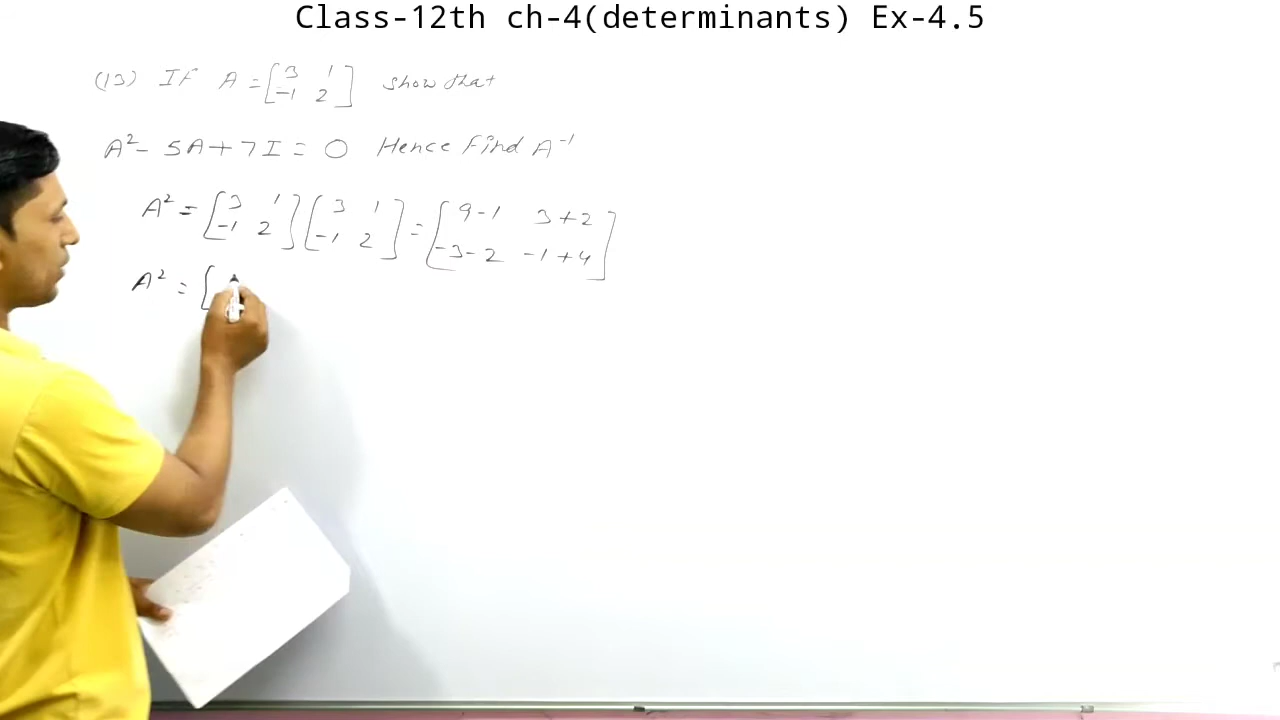 Class-12th ch-4(determinants) Ex-4.5
(13) If A = [3 1 -1 2] show that
A² - 5A + 7I = O Hence Find A⁻¹
A² = [3 1 -1 2] [3 1 -1 2] = [9-1 3+2 -3-2 -1+4]
A² = [